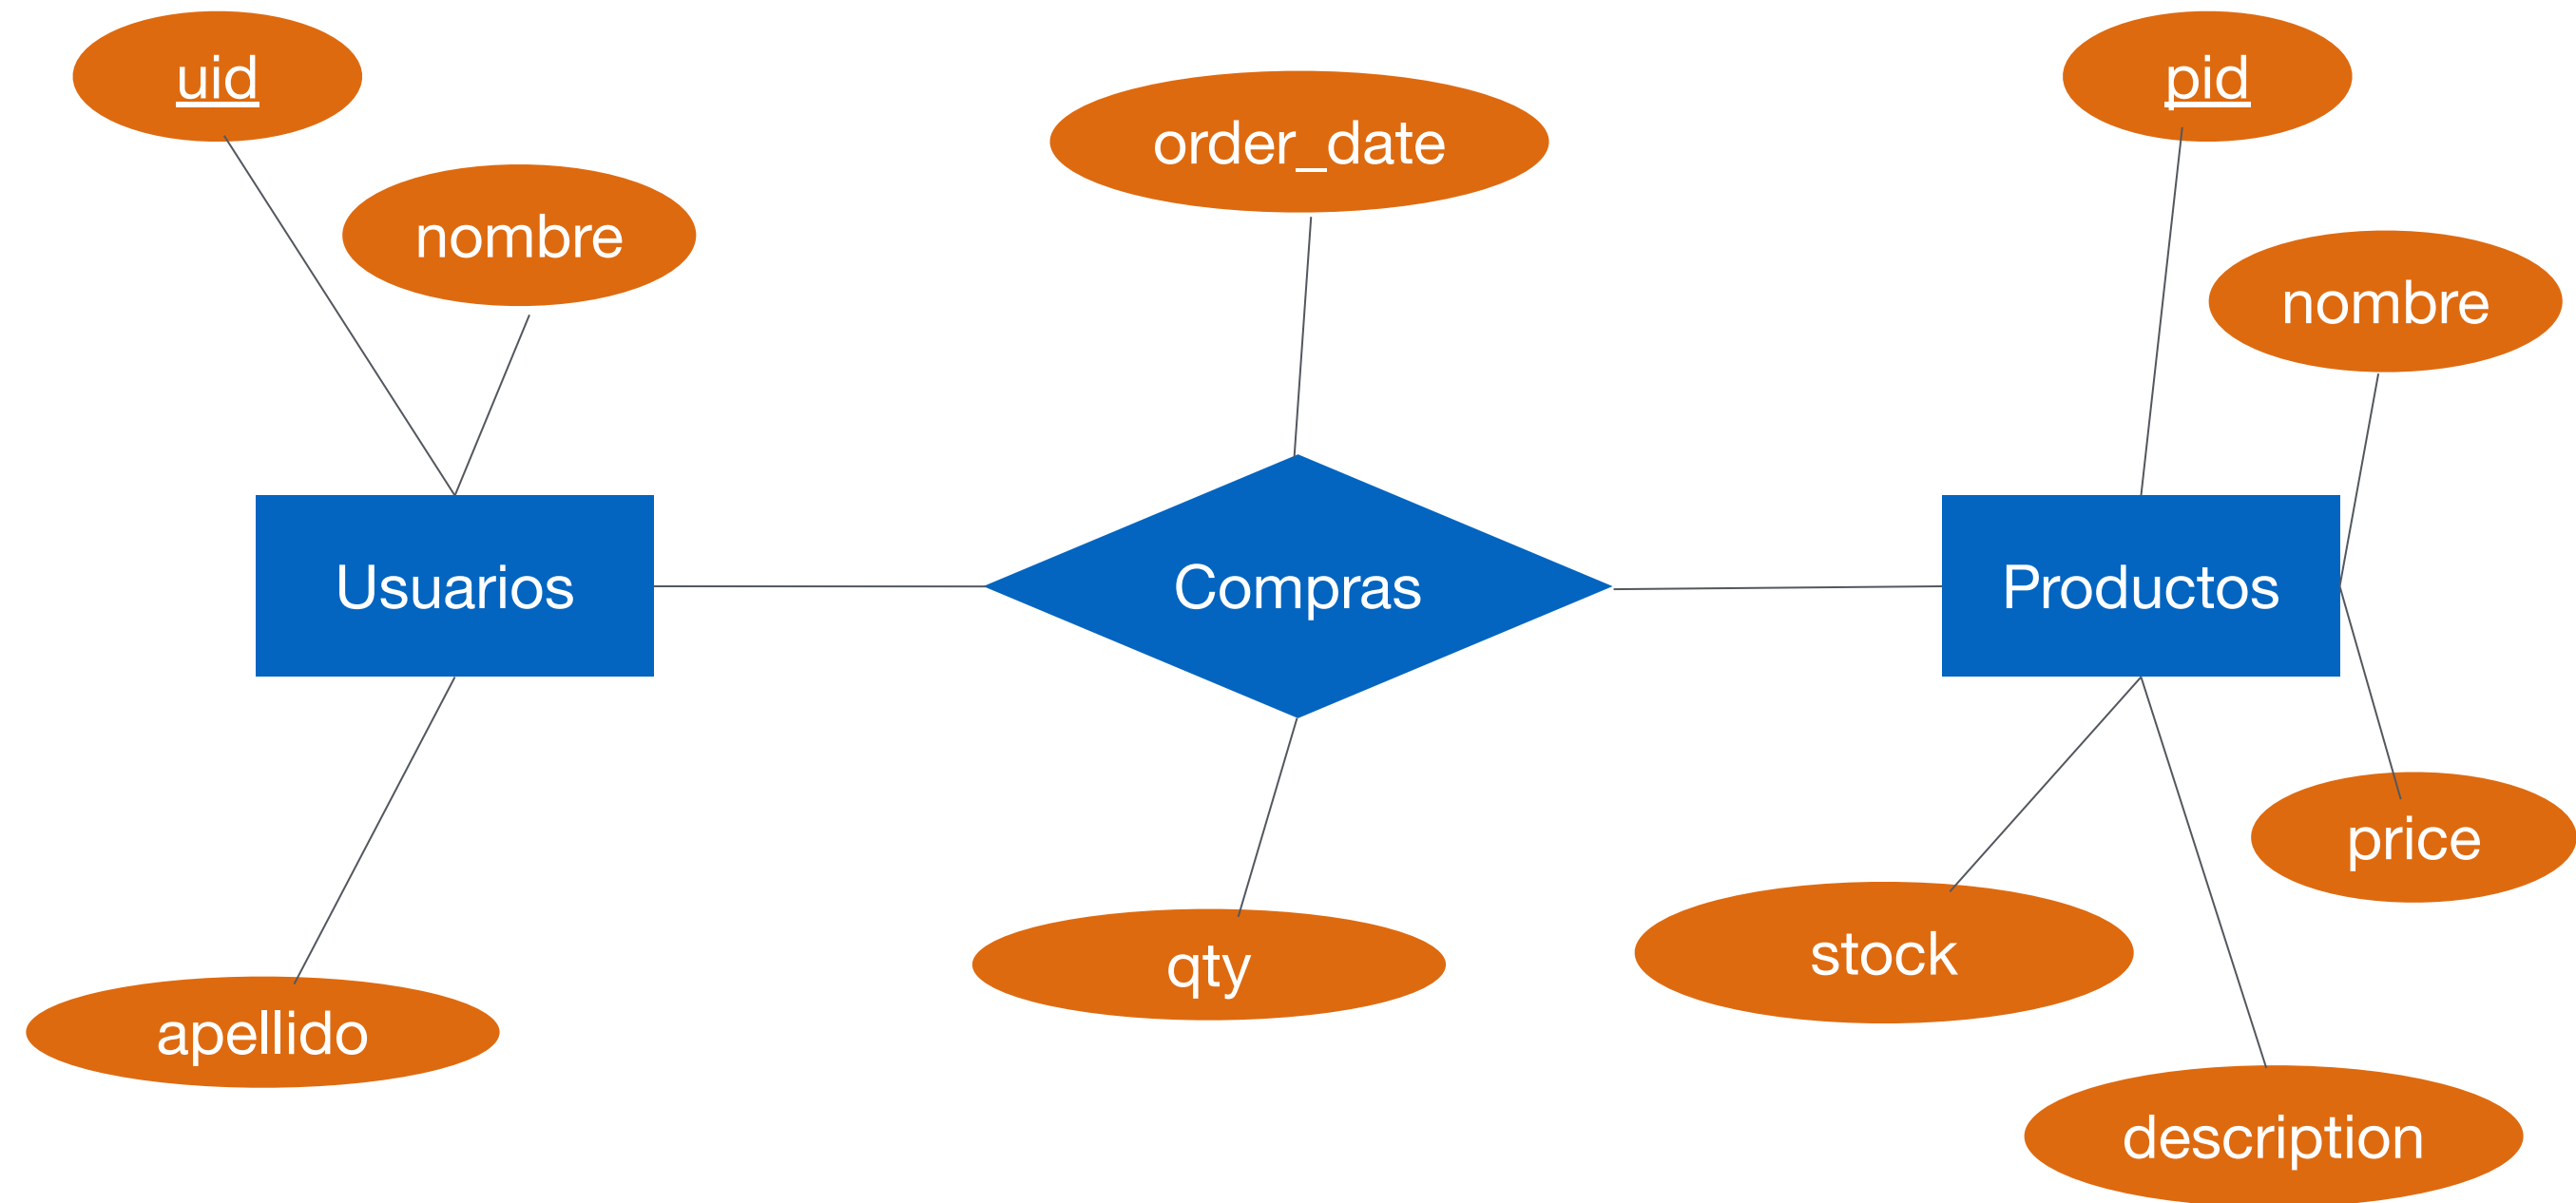 uid
pid
order_date
nombre
nombre
Usuarios
Compras
Productos
price
stock
qty
apellido
description